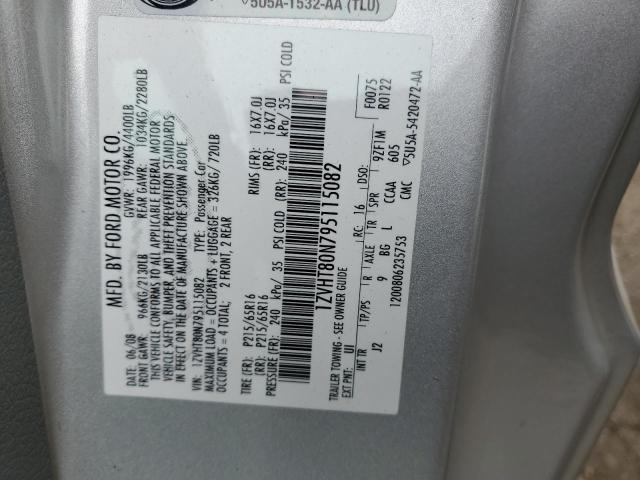 5U5A-1532-AA (TLU)
MFD. BY FORD MOTOR CO.
DATE: 06/08 GVWR: 1996KG/4400LB
FRONT GAWR: 966KG/2130LB REAR GAWR: 1034KG/2280LB
THIS VEHICLE CONFORMS TO ALL APPLICABLE FEDERAL MOTOR
VEHICLE SAFETY, BUMPER, AND THEFT PREVENTION STANDARDS
IN EFFECT ON THE DATE OF MANUFACTURE SHOWN ABOVE.
VIN: 1ZVHT80N795115082 TYPE: Passenger Car
MAXIMUM LOAD = OCCUPANTS + LUGGAGE = 326KG/720LB
OCCUPANTS = 4 TOTAL: 2 FRONT, 2 REAR
TIRE (FR): P215/65R16 RIMS (FR): 16X7.0J
(RR): P215/65R16 (RR): 16X7.0J
PRESSURE (FR): 240 kPa/ 35 PSI COLD (RR): 240 kPa/ 35 PSI COLD
1ZVHT80N795115082
TRAILER TOWING - SEE OWNER GUIDE F0075
EXT PNT: UI RC: 16 DSO: R0122
INT TR TP/PS R AXLE TR SPR 9ZF1M
J2 9 BG L CCAA 605
1200806235753 CMC 5U5A-5420472-AA